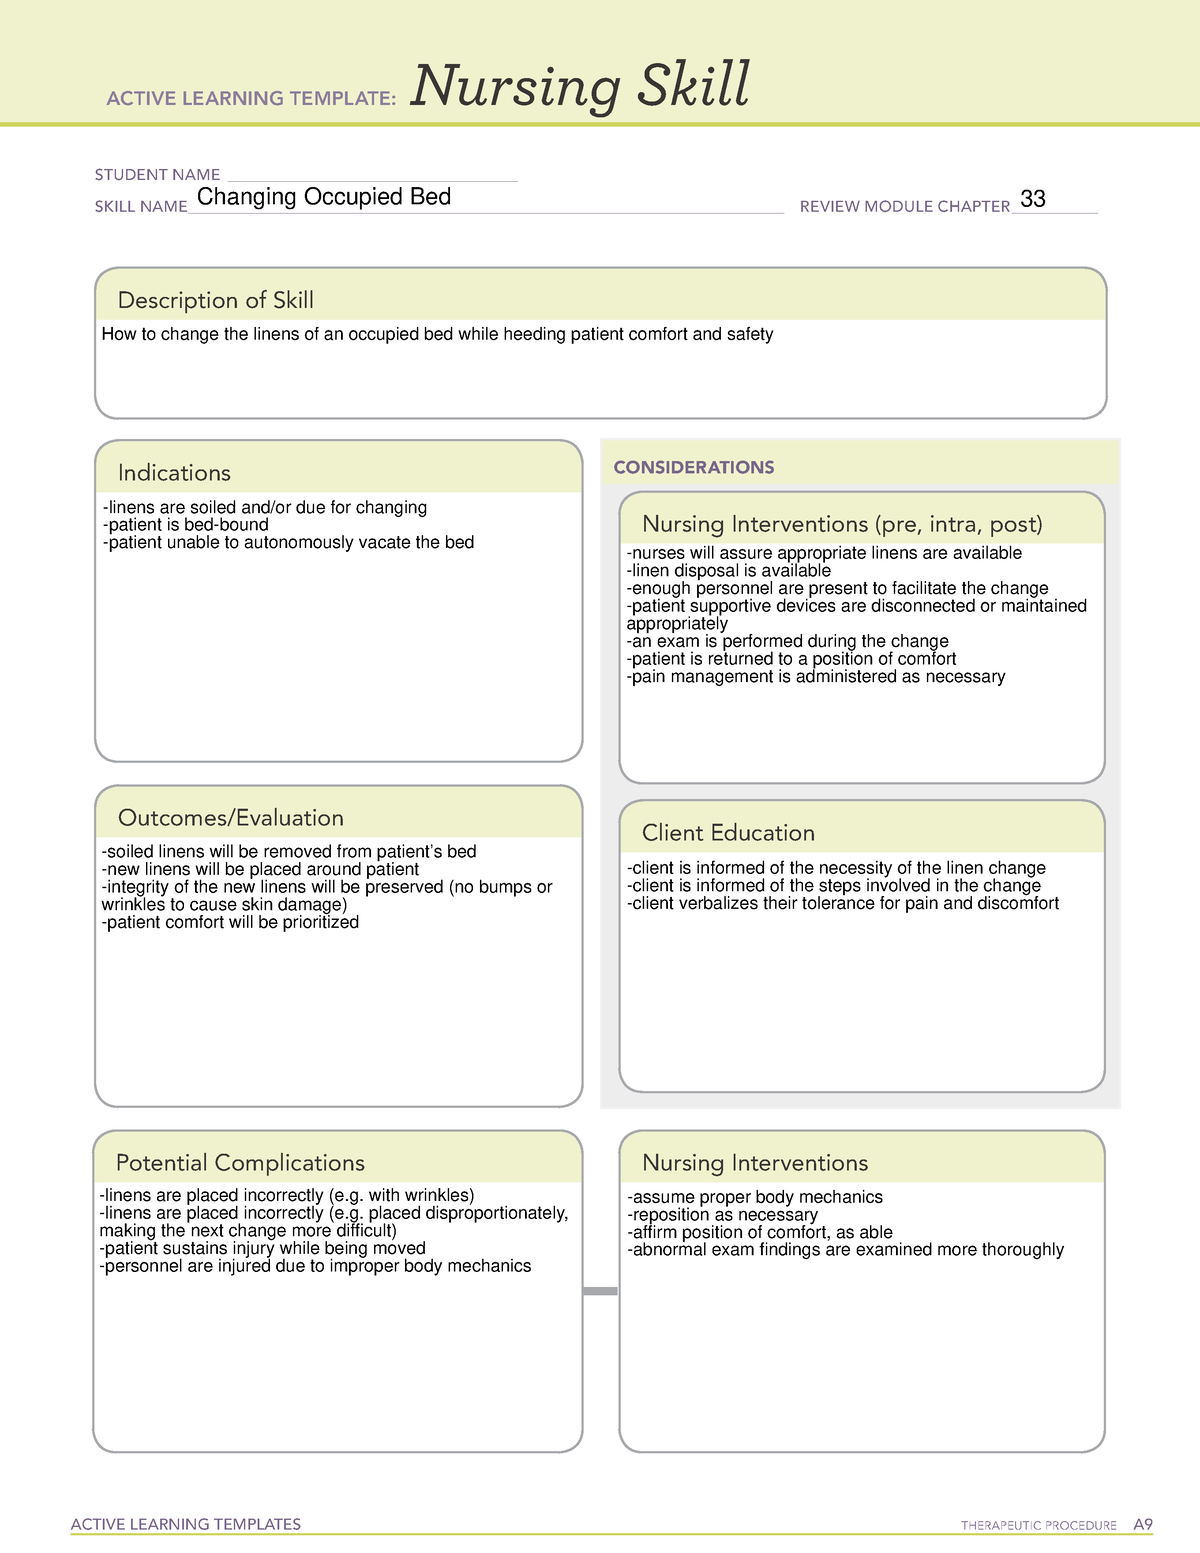 ACTIVE LEARNING TEMPLATE: Nursing Skill
STUDENT NAME
SKILL NAME Changing Occupied Bed
REVIEW MODULE CHAPTER 33
Description of Skill
How to change the linens of an occupied bed while heeding patient comfort and safety
Indications
-linens are soiled and/or due for changing
-patient is bed-bound
-patient unable to autonomously vacate the bed
CONSIDERATIONS
Nursing Interventions (pre, intra, post)
-nurses will assure appropriate linens are available
-linen disposal is available
-enough personnel are present to facilitate the change
-patient supportive devices are disconnected or maintained
appropriately
-an exam is performed during the change
-patient is returned to a position of comfort
-pain management is administered as necessary
Outcomes/Evaluation
-soiled linens will be removed from patient's bed
-new linens will be placed around patient
-integrity of the new linens will be preserved (no bumps or
wrinkles to cause skin damage)
-patient comfort will be prioritized
Client Education
-client is informed of the necessity of the linen change
-client is informed of the steps involved in the change
-client verbalizes their tolerance for pain and discomfort
Potential Complications
-linens are placed incorrectly (e.g. with wrinkles)
-linens are placed incorrectly (e.g. placed disproportionately,
making the next change more difficult)
-patient sustains injury while being moved
-personnel are injured due to improper body mechanics
Nursing Interventions
-assume proper body mechanics
-reposition as necessary
-affirm position of comfort, as able
-abnormal exam findings are examined more thoroughly
ACTIVE LEARNING TEMPLATES
THERAPEUTIC PROCEDURE A9